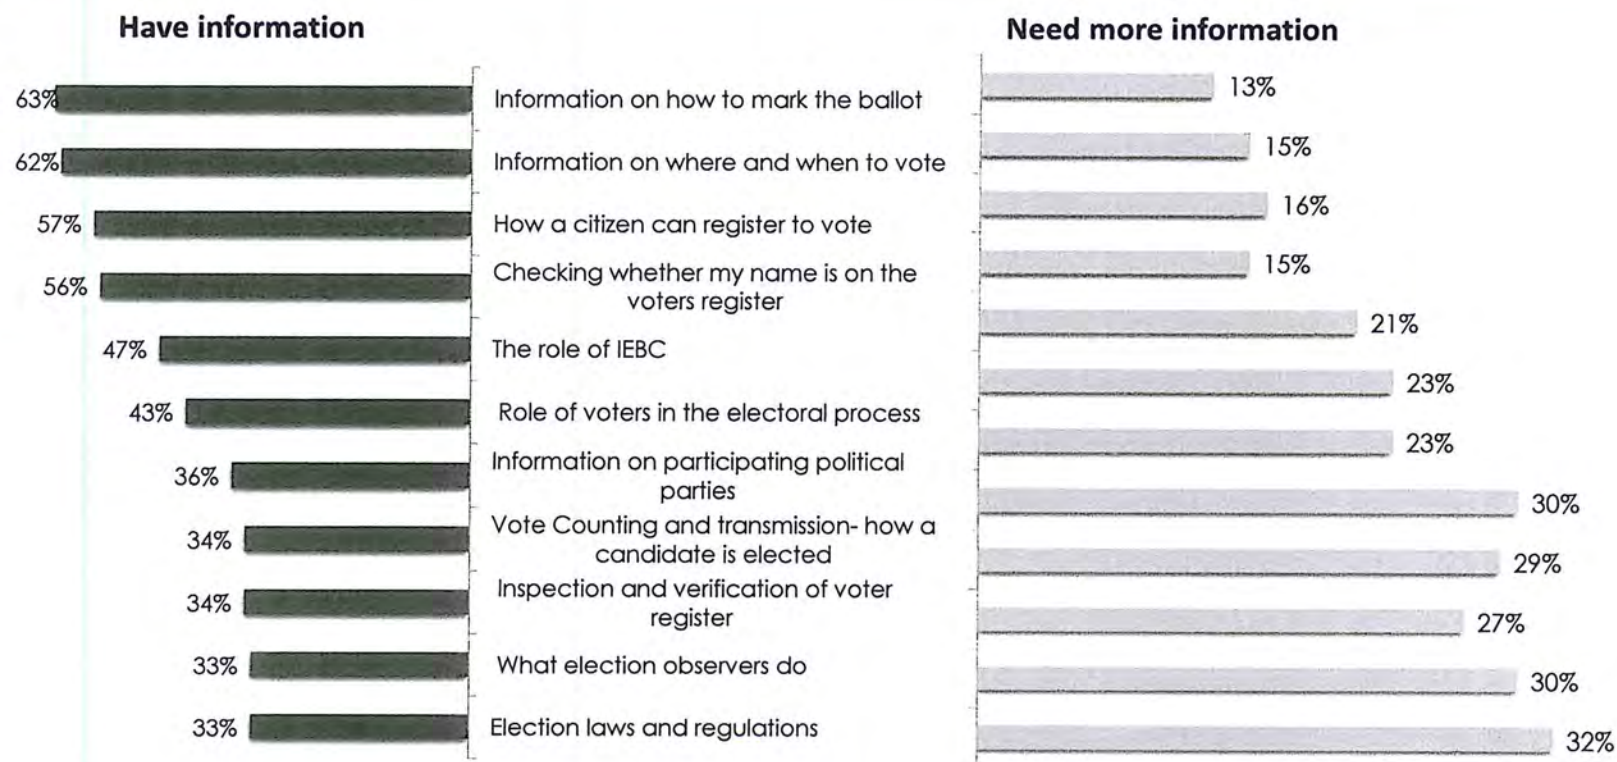 Have information
Need more information
63% Information on how to mark the ballot 13%
62% Information on where and when to vote 15%
57% How a citizen can register to vote 16%
56% Checking whether my name is on the
voters register 15%
47% The role of IEBC 21%
43% Role of voters in the electoral process 23%
36% Information on participating political
parties 23%
34% Vote Counting and transmission- how a
candidate is elected 30%
34% Inspection and verification of voter
register 29%
27%
33% What election observers do 30%
33% Election laws and regulations 32%